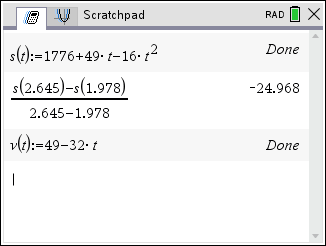 Scratchpad RAD
s(t):=1776+49·t−16·t² Done
s(2.645)−s(1.978)
2.645−1.978
−24.968
v(t):=49−32·t Done